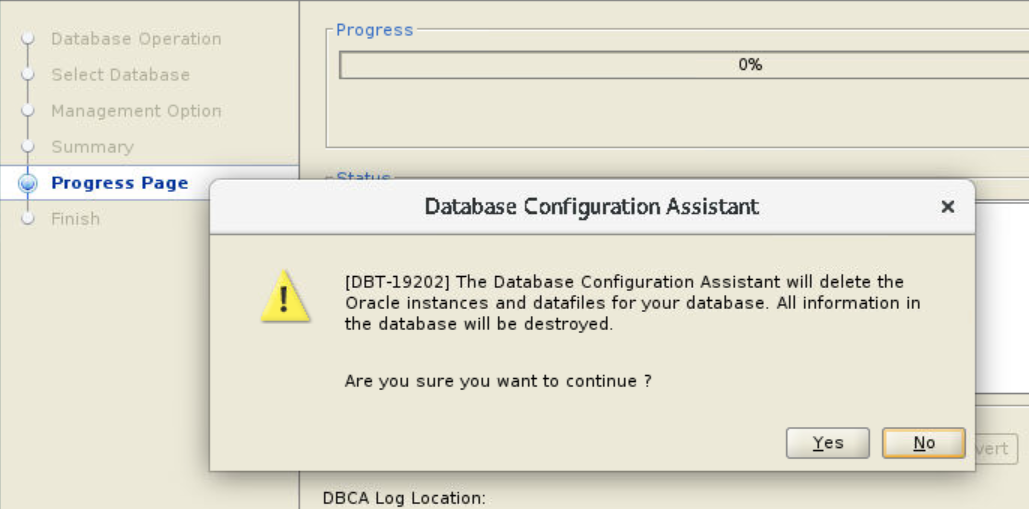 Database Operation
Select Database
Management Option
Summary
Progress Page
Finish
Progress
0%
Status
Database Configuration Assistant
[DBT-19202] The Database Configuration Assistant will delete the
Oracle instances and datafiles for your database. All information in
the database will be destroyed.
Are you sure you want to continue ?
Yes
No
vert
DBCA Log Location: